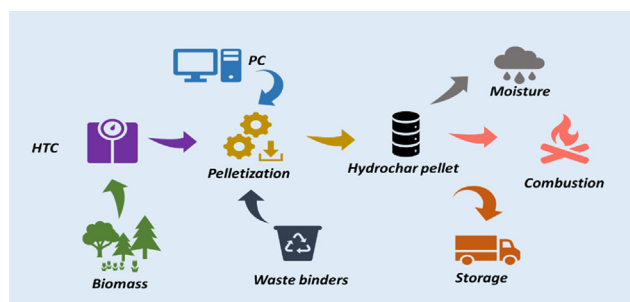 PC
Moisture
HTC
Pelletization
Hydrochar pellet
Combustion
Biomass
Waste binders
Storage